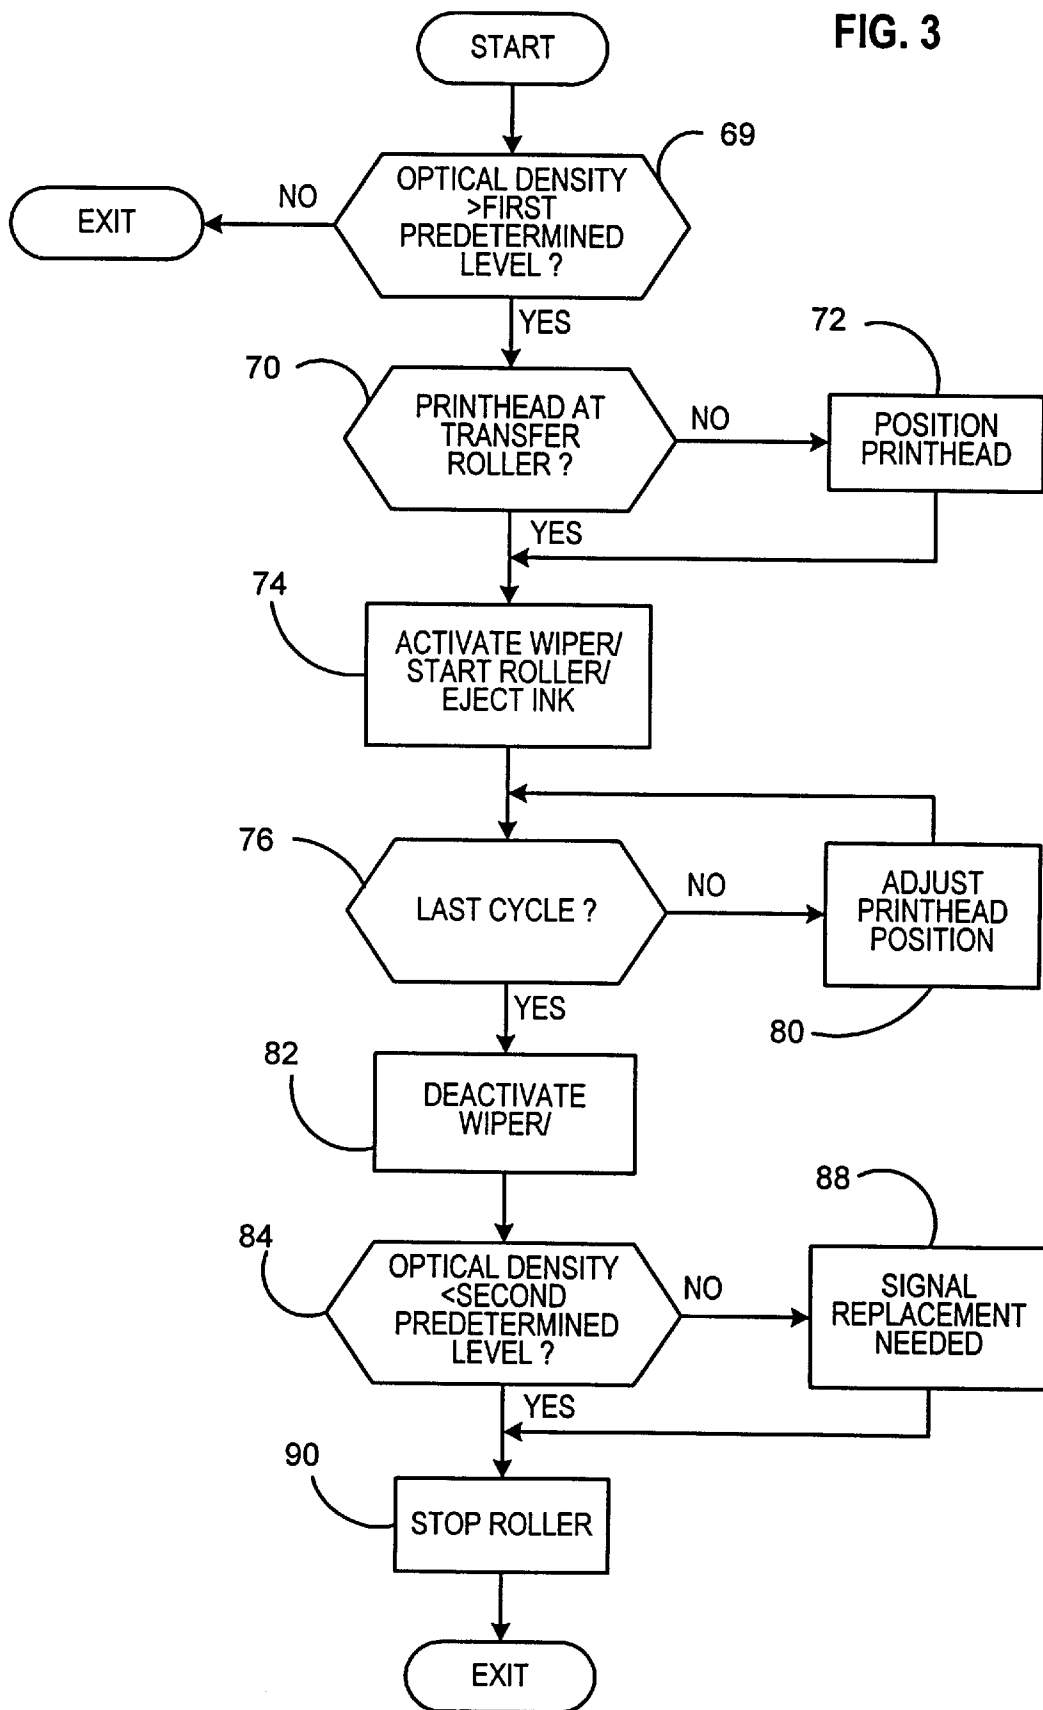 FIG. 3
START
69
OPTICAL DENSITY
>FIRST
PREDETERMINED
LEVEL ?
NO
EXIT
YES
70
PRINTHEAD AT
TRANSFER
ROLLER ?
NO
72
POSITION
PRINTHEAD
YES
74
ACTIVATE WIPER/
START ROLLER/
EJECT INK
76
LAST CYCLE ?
NO
ADJUST
PRINTHEAD
POSITION
80
YES
82
DEACTIVATE
WIPER/
84
OPTICAL DENSITY
<SECOND
PREDETERMINED
LEVEL ?
NO
88
SIGNAL
REPLACEMENT
NEEDED
YES
90
STOP ROLLER
EXIT